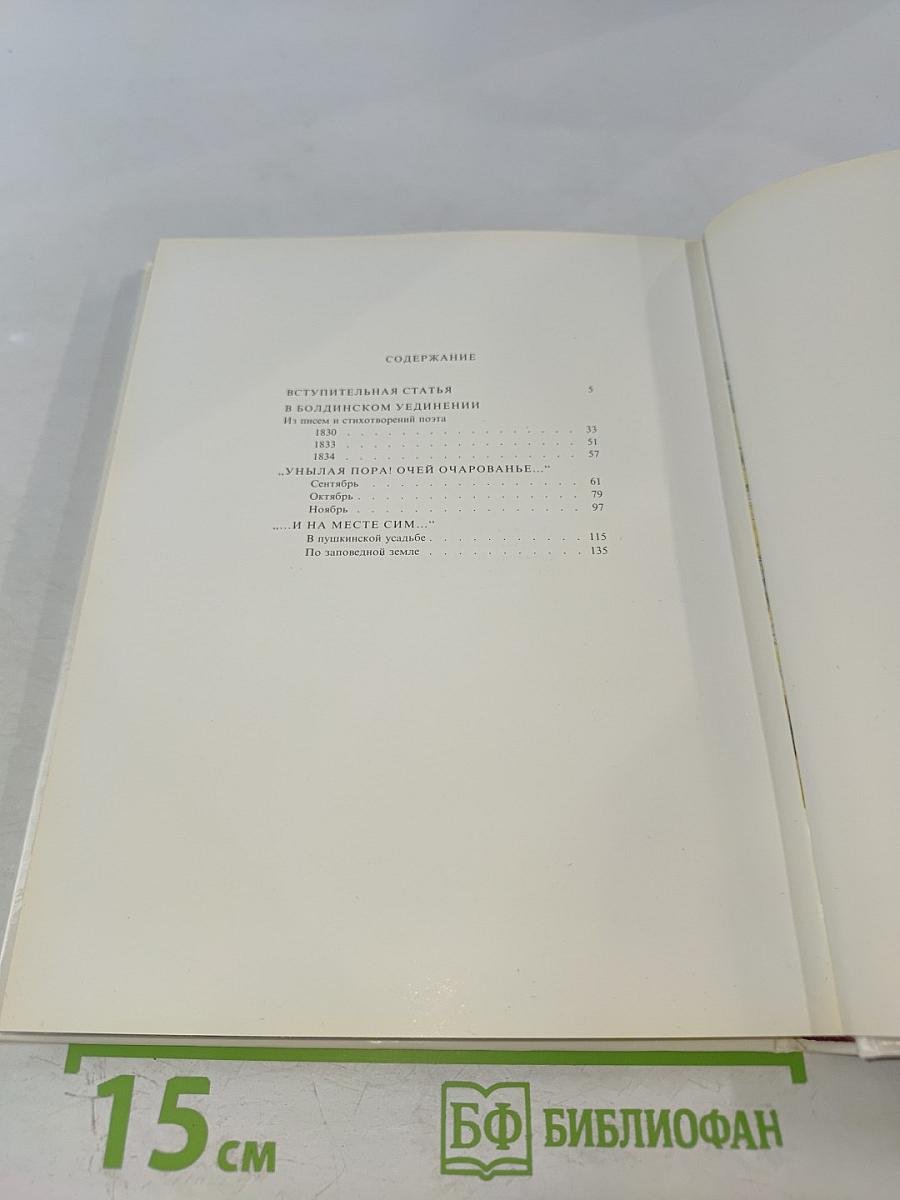 СОДЕРЖАНИЕ
ВСТУПИТЕЛЬНАЯ СТАТЬЯ 5
В БОЛДИНСКОМ УЕДИНЕНИИ
Из писем и стихотворений поэта
1830 . . . . . . . . . . . . . . . . . 33
1833 . . . . . . . . . . . . . . . . . 51
1834 . . . . . . . . . . . . . . . . . 57
„УНЫЛАЯ ПОРА! ОЧЕЙ ОЧАРОВАНЬЕ...“
Сентябрь . . . . . . . . . . . . . . 61
Октябрь . . . . . . . . . . . . . . . 79
Ноябрь . . . . . . . . . . . . . . . 97
„...И НА МЕСТЕ СИМ...“
В пушкинской усадьбе . . . . . . . . . . . 115
По заповедной земле . . . . . . . . . . . 135
15 см
БФ БИБЛИОФАН